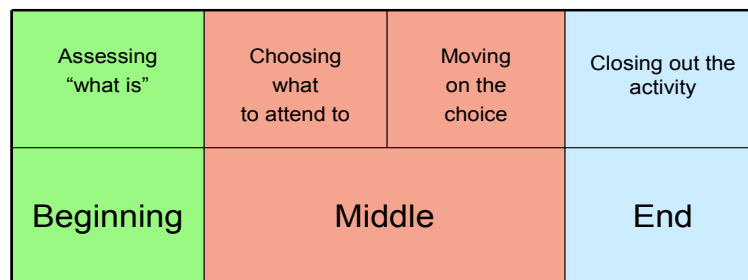 Assessing
“what is”
Choosing
what
to attend to
Moving
on the
choice
Closing out the
activity
Beginning
Middle
End